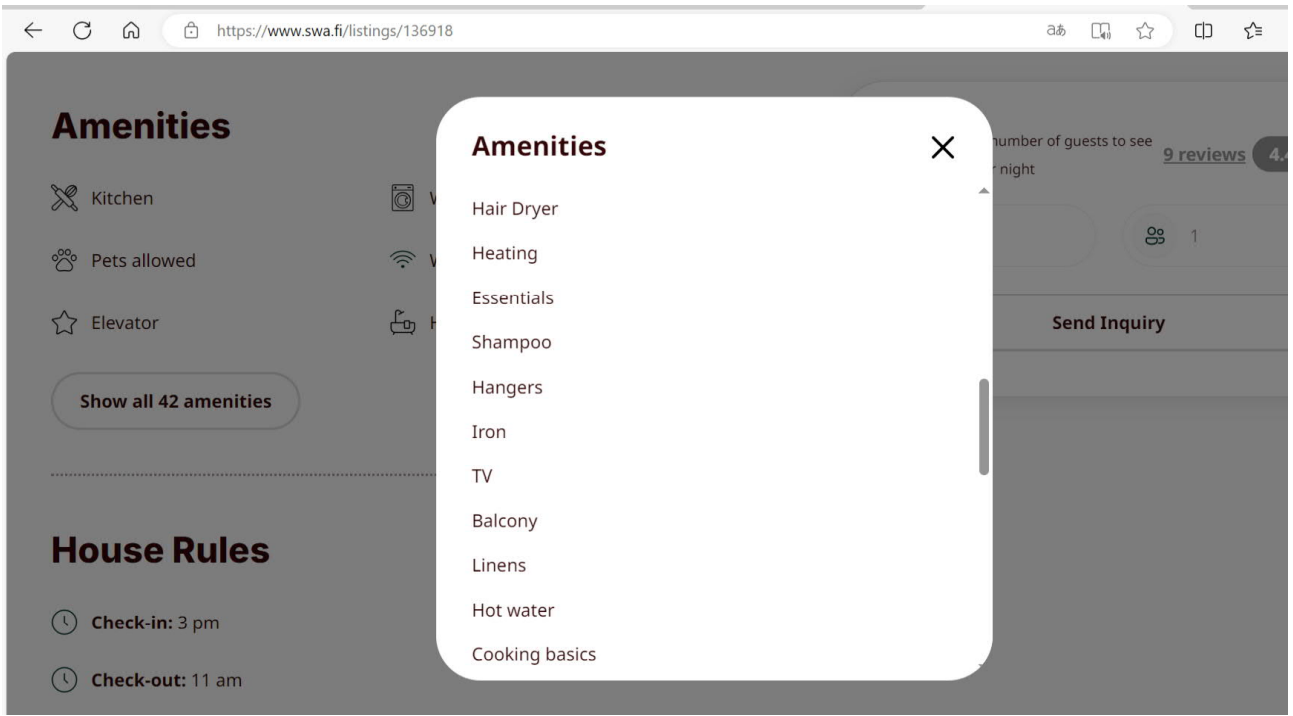 https://www.swa.fi/listings/136918
Amenities
Kitchen
Pets allowed
Elevator
Show all 42 amenities
House Rules
Check-in: 3 pm
Check-out: 11 am
Amenities
Hair Dryer
Heating
Essentials
Shampoo
Hangers
Iron
TV
Balcony
Linens
Hot water
Cooking basics
number of guests to see
night
9 reviews
1
Send Inquiry